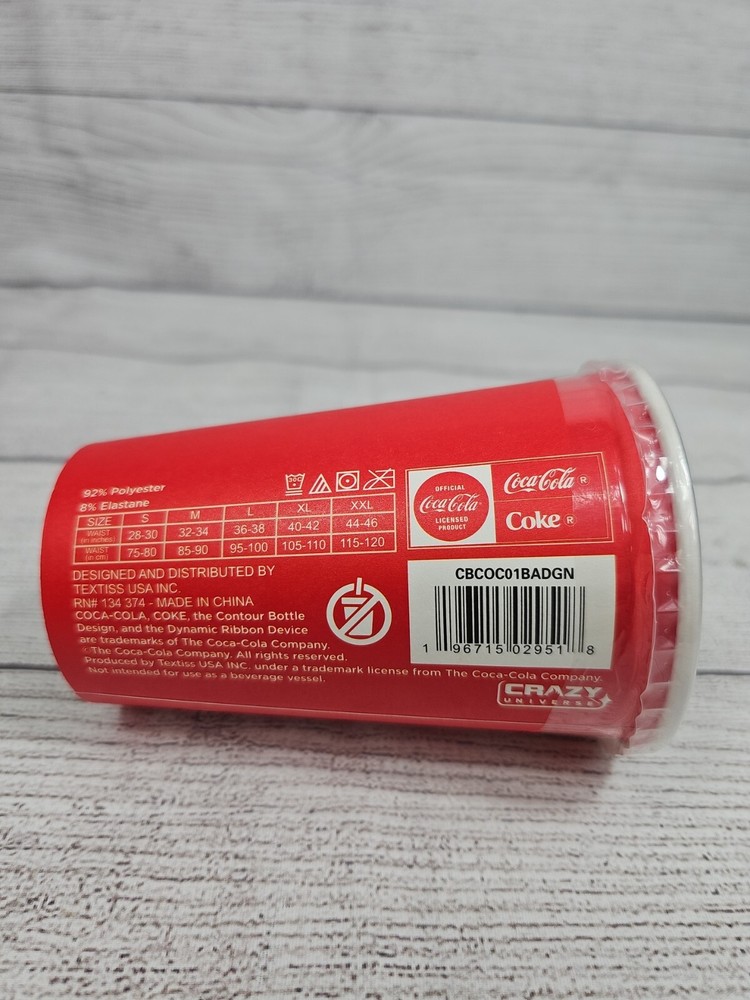 92% Polyester
8% Elastane
SIZE S M L XL XXL
WAIST (in inches) 28-30 32-34 36-38 40-42 44-46
WAIST (in cm) 75-80 85-90 95-100 105-110 115-120
30C
DESIGNED AND DISTRIBUTED BY
TEXTISS USA INC.
RN# 134 374 - MADE IN CHINA
COCA-COLA, COKE, the Contour Bottle
Design, and the Dynamic Ribbon Device
are trademarks of The Coca-Cola Company.
©The Coca-Cola Company. All rights reserved.
Produced by Textiss USA INC. under a trademark license from The Coca-Cola Company.
Not intended for use as a beverage vessel.
OFFICIAL
Coca-Cola
LICENSED
PRODUCT
Coca-Cola ®
Coke ®
CBCOC01BADGN
1 96715 02951 8
CRAZY
UNIVERSE